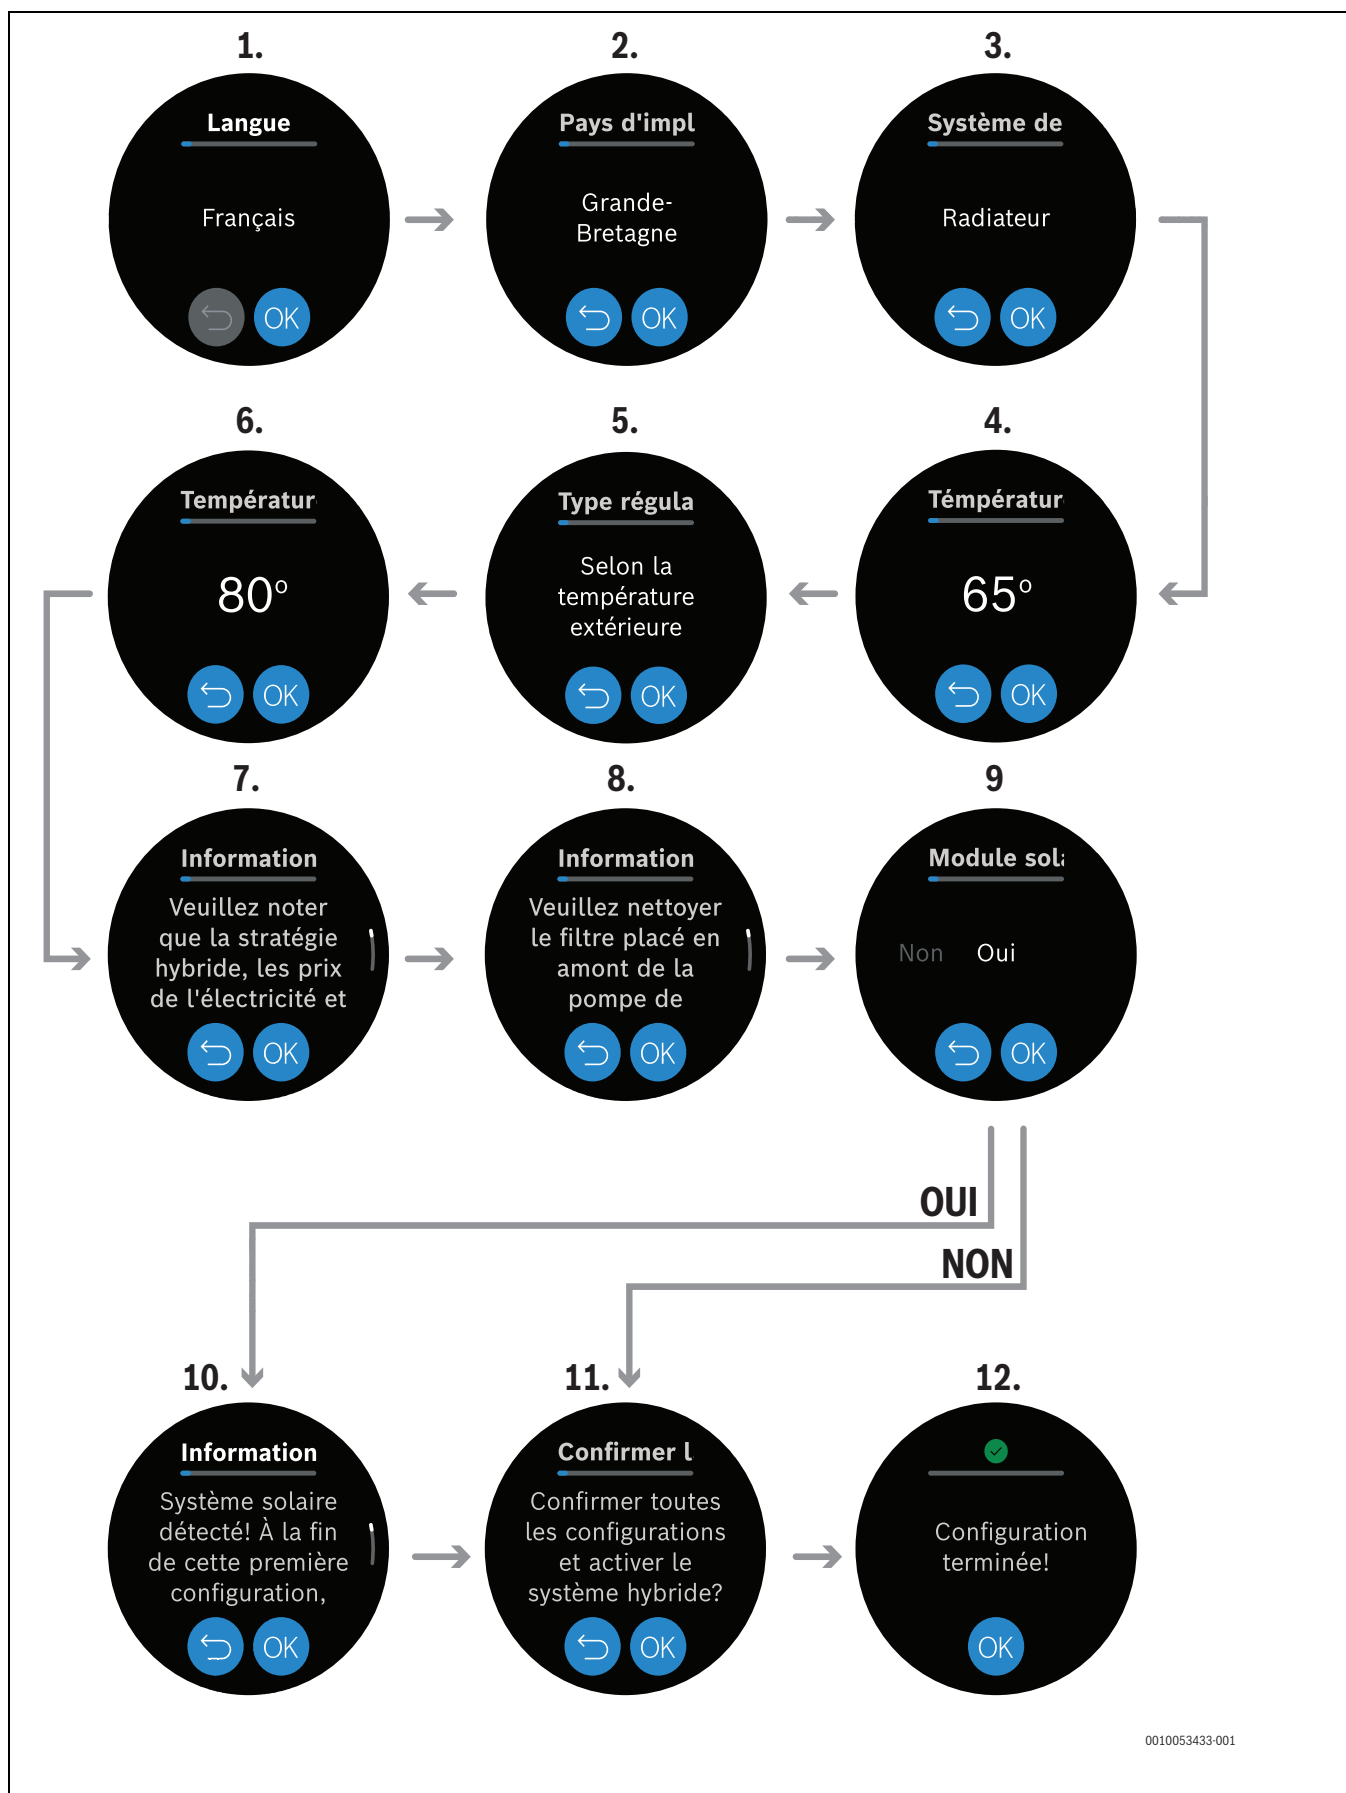 1.
Langue
Français
OK
2.
Pays d'impl
Grande-
Bretagne
OK
3.
Système de
Radiateur
OK
4.
Témpératur
65°
OK
5.
Type régula
Selon la
température
extérieure
OK
6.
Températur
80°
OK
7.
Information
Veuillez noter
que la stratégie
hybride, les prix
de l'électricité et
OK
8.
Information
Veuillez nettoyer
le filtre placé en
amont de la
pompe de
OK
9
Module sola
Non Oui
OK
OUI
NON
10.
Information
Système solaire
détecté! À la fin
de cette première
configuration,
OK
11.
Confirmer l
Confirmer toutes
les configurations
et activer le
système hybride?
OK
12.
Configuration
terminée!
OK
0010053433-001